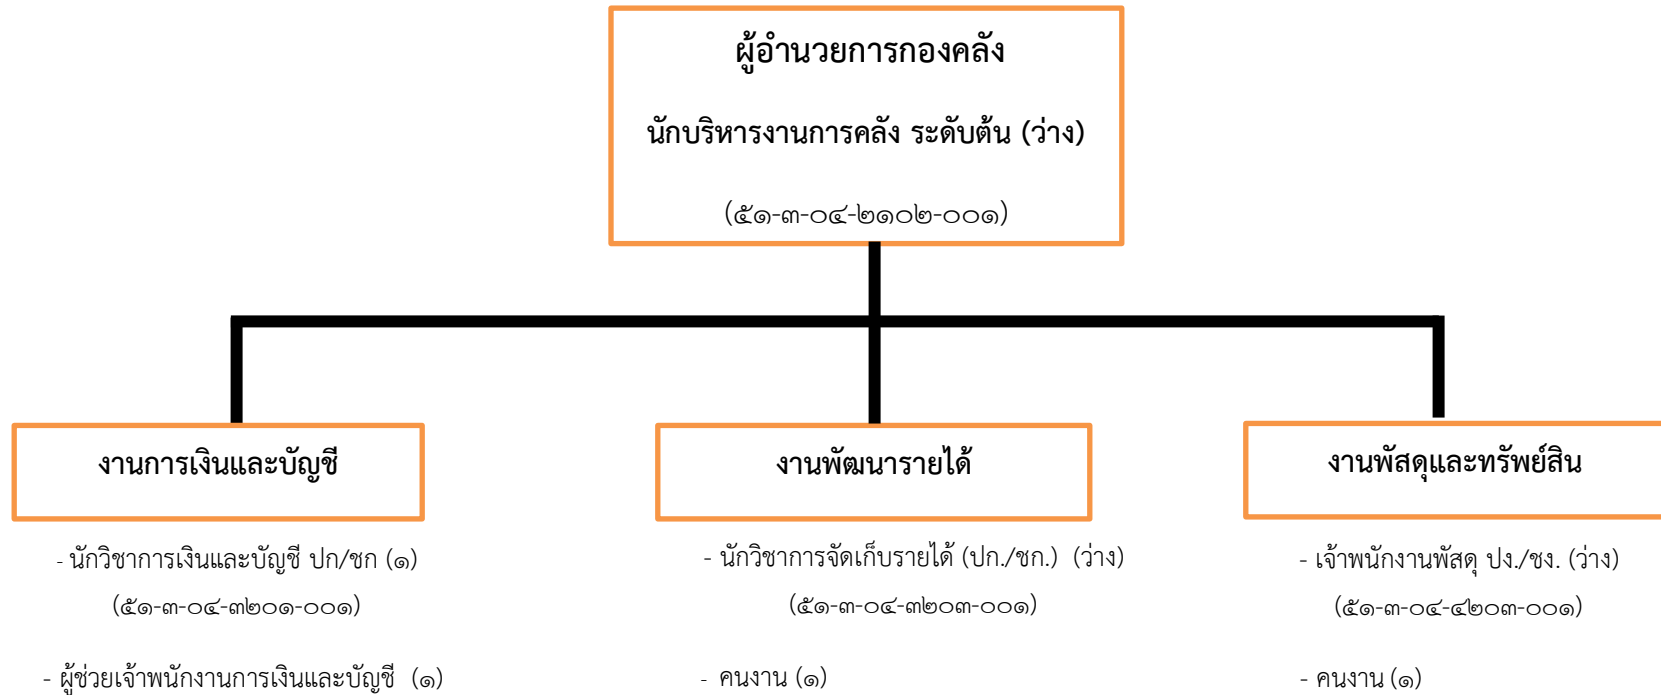 ผู้อำนวยการกองคลัง
นักบริหารงานการคลัง ระดับต้น (ว่าง)
(๕๑-๓-๐๔-๒๑๐๒-๐๐๑)
งานการเงินและบัญชี
- นักวิชาการเงินและบัญชี ปก/ชก (๑)
(๕๑-๓-๐๔-๓๒๐๑-๐๐๑)
- ผู้ช่วยเจ้าพนักงานการเงินและบัญชี (๑)
งานพัฒนารายได้
- นักวิชาการจัดเก็บรายได้ (ปก./ชก.) (ว่าง)
(๕๑-๓-๐๔-๓๒๐๓-๐๐๑)
- คนงาน (๑)
งานพัสดุและทรัพย์สิน
- เจ้าพนักงานพัสดุ ปง./ชง. (ว่าง)
(๕๑-๓-๐๔-๔๒๐๓-๐๐๑)
- คนงาน (๑)